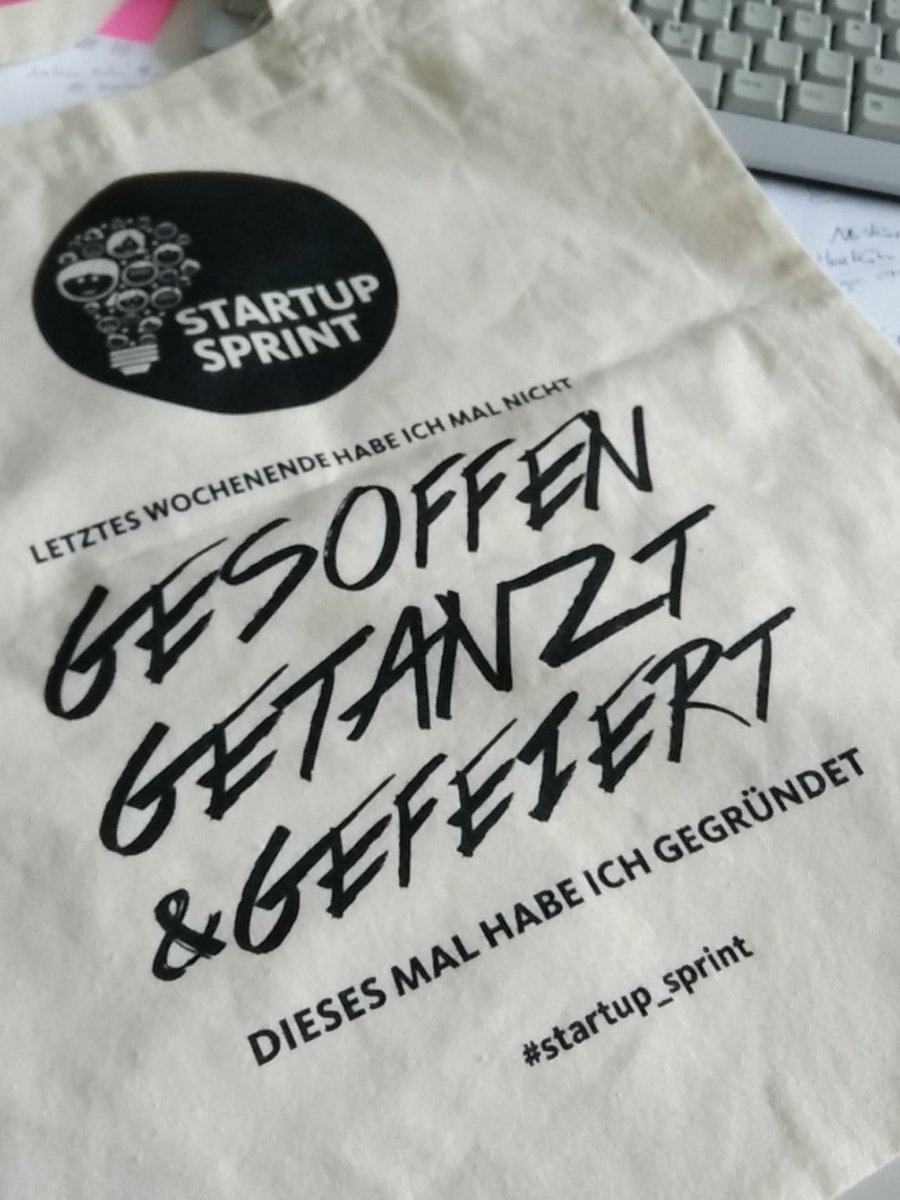 STARTUP
SPRINT
LETZTES WOCHENENDE HABE ICH MAL NICHT
GESOFFEN
GETANZT
&GEFEIERT
DIESES MAL HABE ICH GEGRÜNDET
#startup_sprint